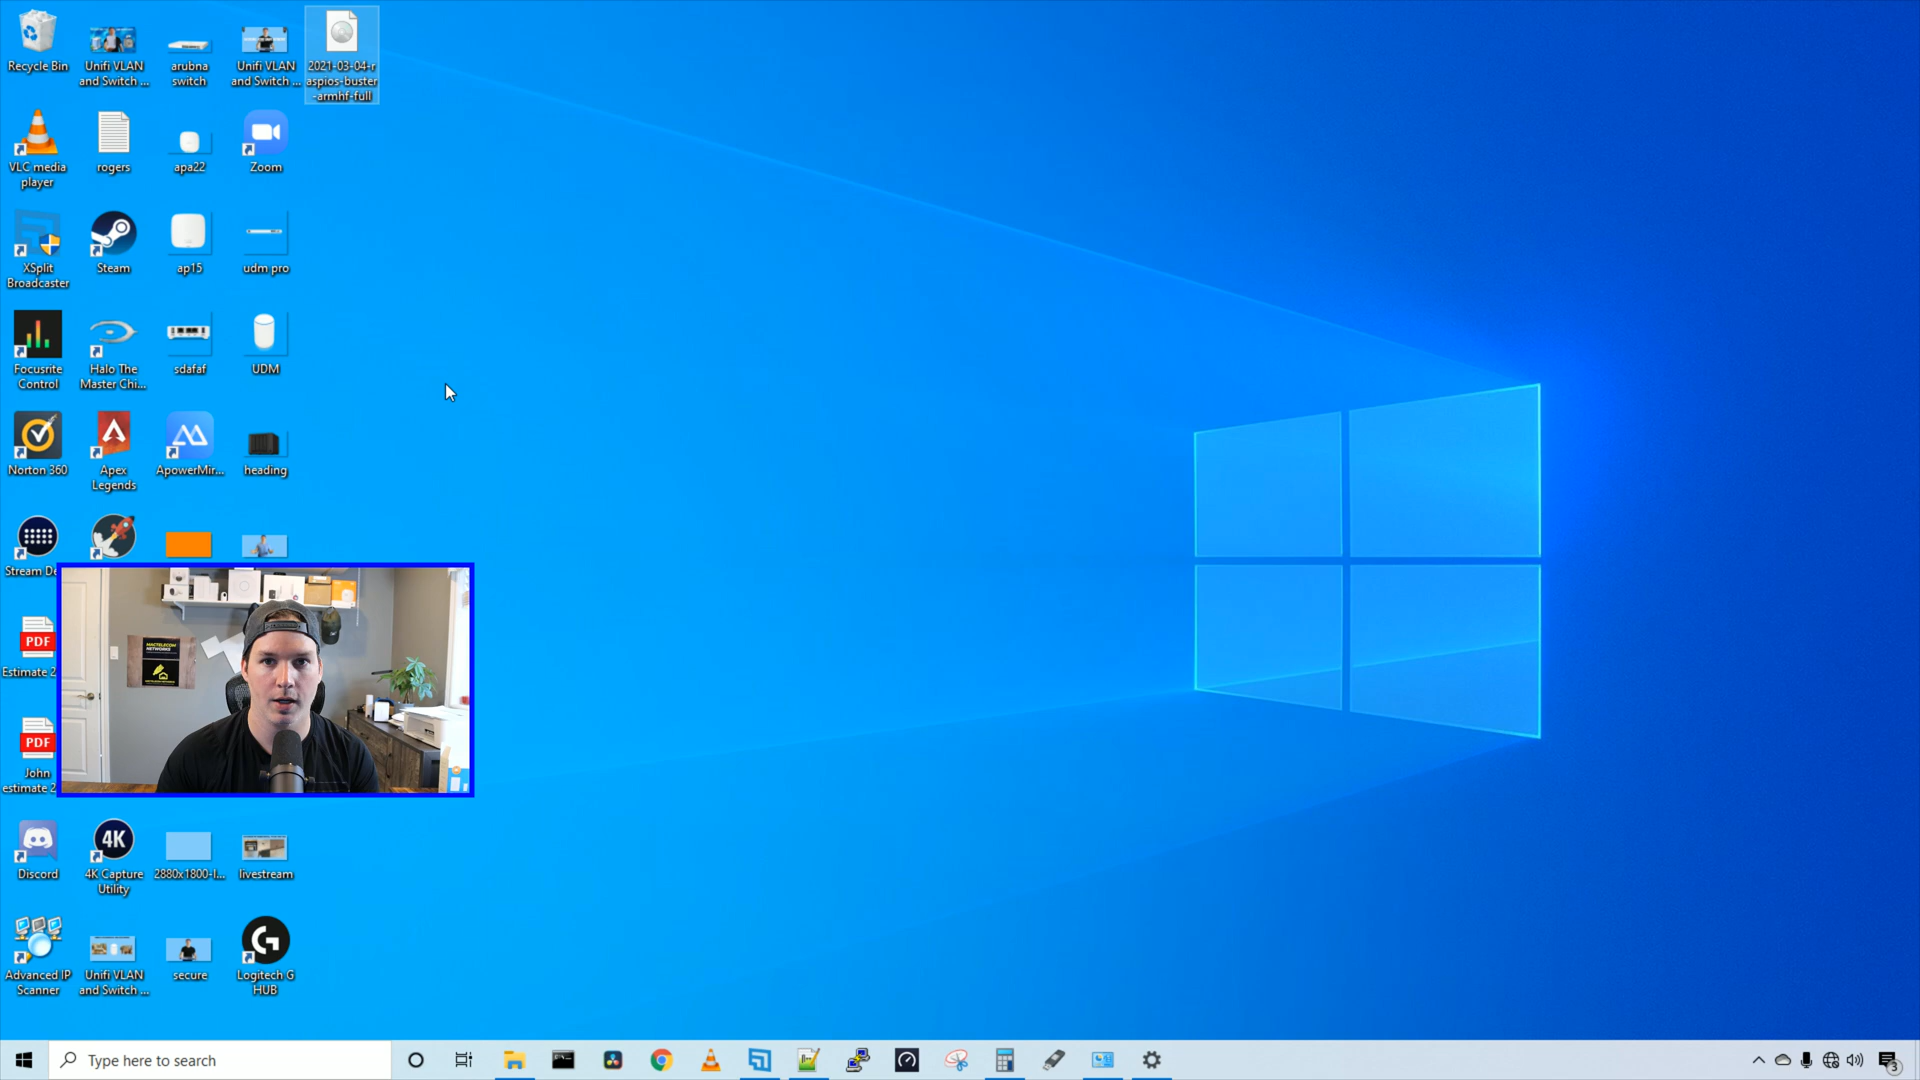 Recycle Bin
Unifi VLAN
and Switch ...
arubna
switch
Unifi VLAN
and Switch ...
2021-03-04-r
aspios-buster
-armhf-full
VLC media
player
rogers
apa22
Zoom
XSplit
Broadcaster
Steam
ap15
udm pro
Focusrite
Control
Halo The
Master Chi...
sdafaf
UDM
Norton 360
Apex
Legends
ApowerMir...
heading
Stream De
PDF
Estimate 2
PDF
John
estimate 2
MACTELECOM
NETWORKS
Discord
4K
4K Capture
Utility
2880x1800-l...
livestream
Advanced IP
Scanner
Unifi VLAN
and Switch ...
secure
Logitech G
HUB
Type here to search
3